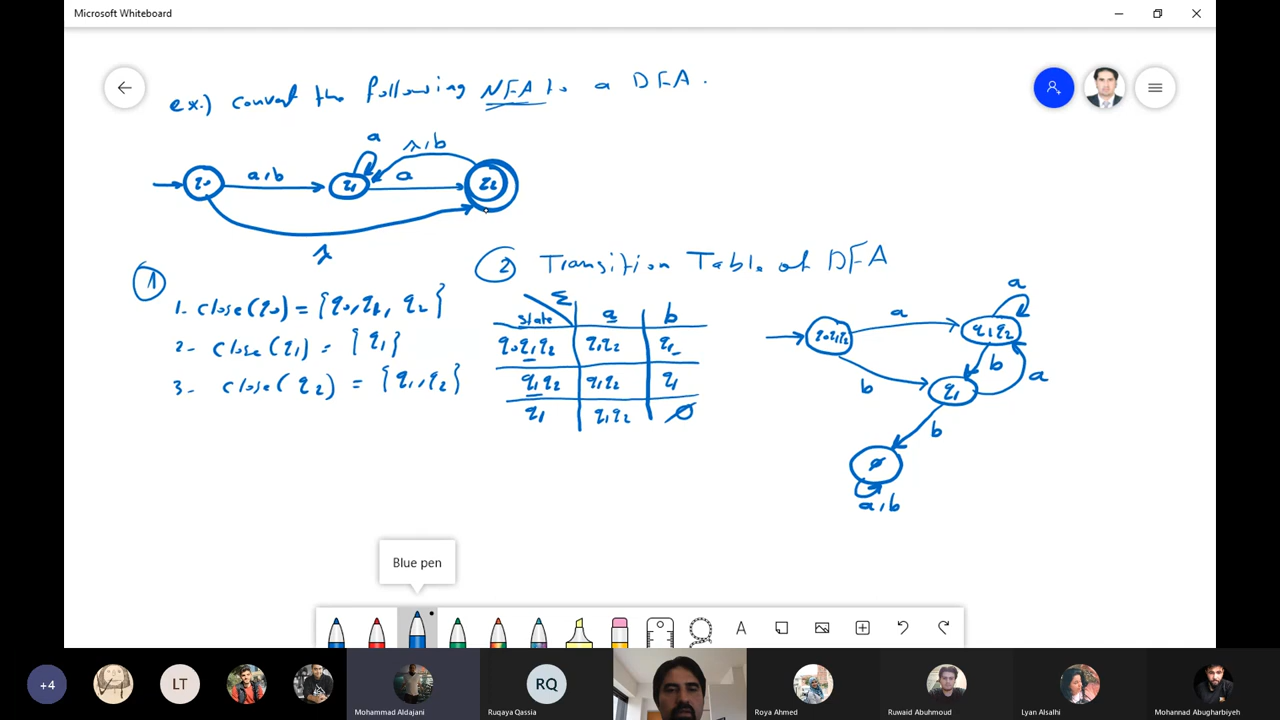 Microsoft Whiteboard
ex.) convert the following NFA to a DFA.
a
λ,b
q0
a,b
q1
a
q2
λ
1
1- close(q0) = {q0,q1, q2}
2- close(q1) = {q1}
3- close(q2) = {q1,q2}
2 Transition Table of DFA
Σ
state a b
q0q1q2 q1q2 q1
q1q2 q1q2 q1
q1 q1q2 ∅
a
a
q0q1q2
q1q2
b
b
a
q1
b
∅
a,b
Blue pen
A
+4
LT
RQ
Mohammad Aldajani
Ruqaya Qassia
Roya Ahmed
Ruwaid Abuhmoud
Lyan Alsalhi
Mohannad Abugharbiyeh